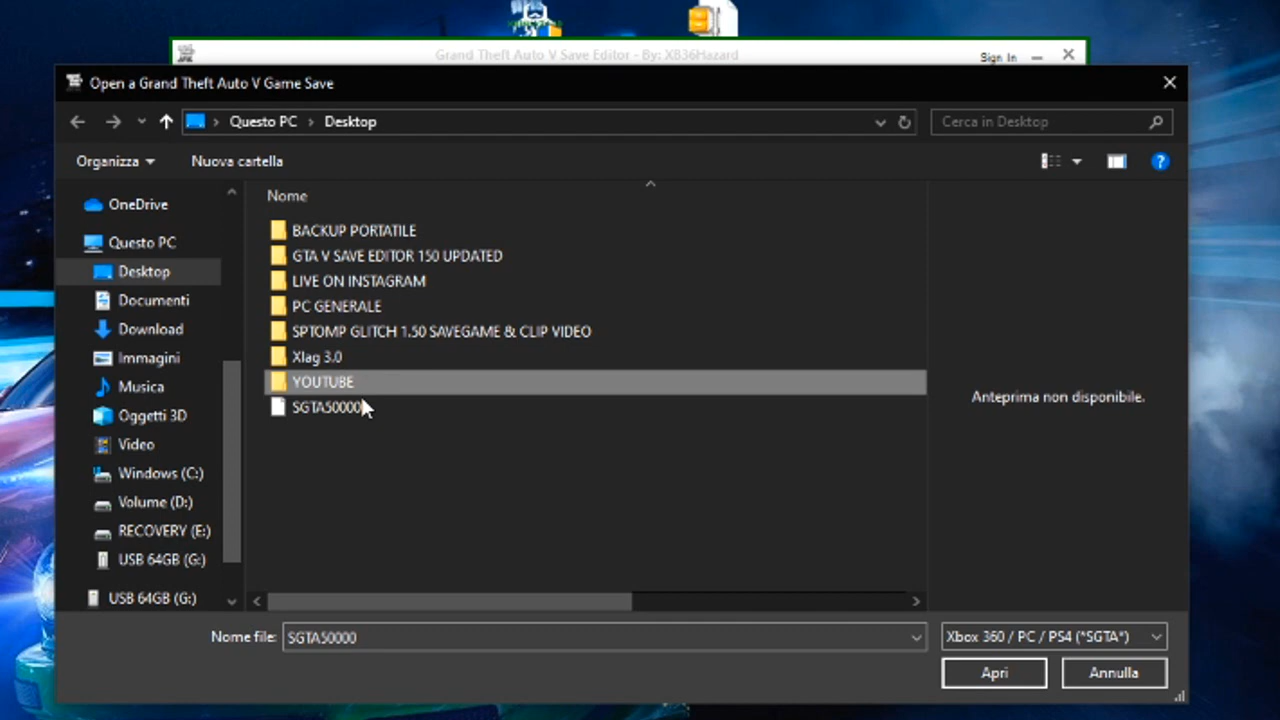 Grand Theft Auto V Save Editor - By: XB36Hazard
Sign In
Open a Grand Theft Auto V Game Save
Questo PC > Desktop
Cerca in Desktop
Organizza
Nuova cartella
Nome
OneDrive
Questo PC
Desktop
Documenti
Download
Immagini
Musica
Oggetti 3D
Video
Windows (C:)
Volume (D:)
RECOVERY (E:)
USB 64GB (G:)
USB 64GB (G:)
BACKUP PORTATILE
GTA V SAVE EDITOR 150 UPDATED
LIVE ON INSTAGRAM
PC GENERALE
SPTOMP GLITCH 1.50 SAVEGAME & CLIP VIDEO
Xlag 3.0
YOUTUBE
SGTA50000
Anteprima non disponibile.
Nome file:
SGTA50000
Xbox 360 / PC / PS4 (*SGTA*)
Apri
Annulla